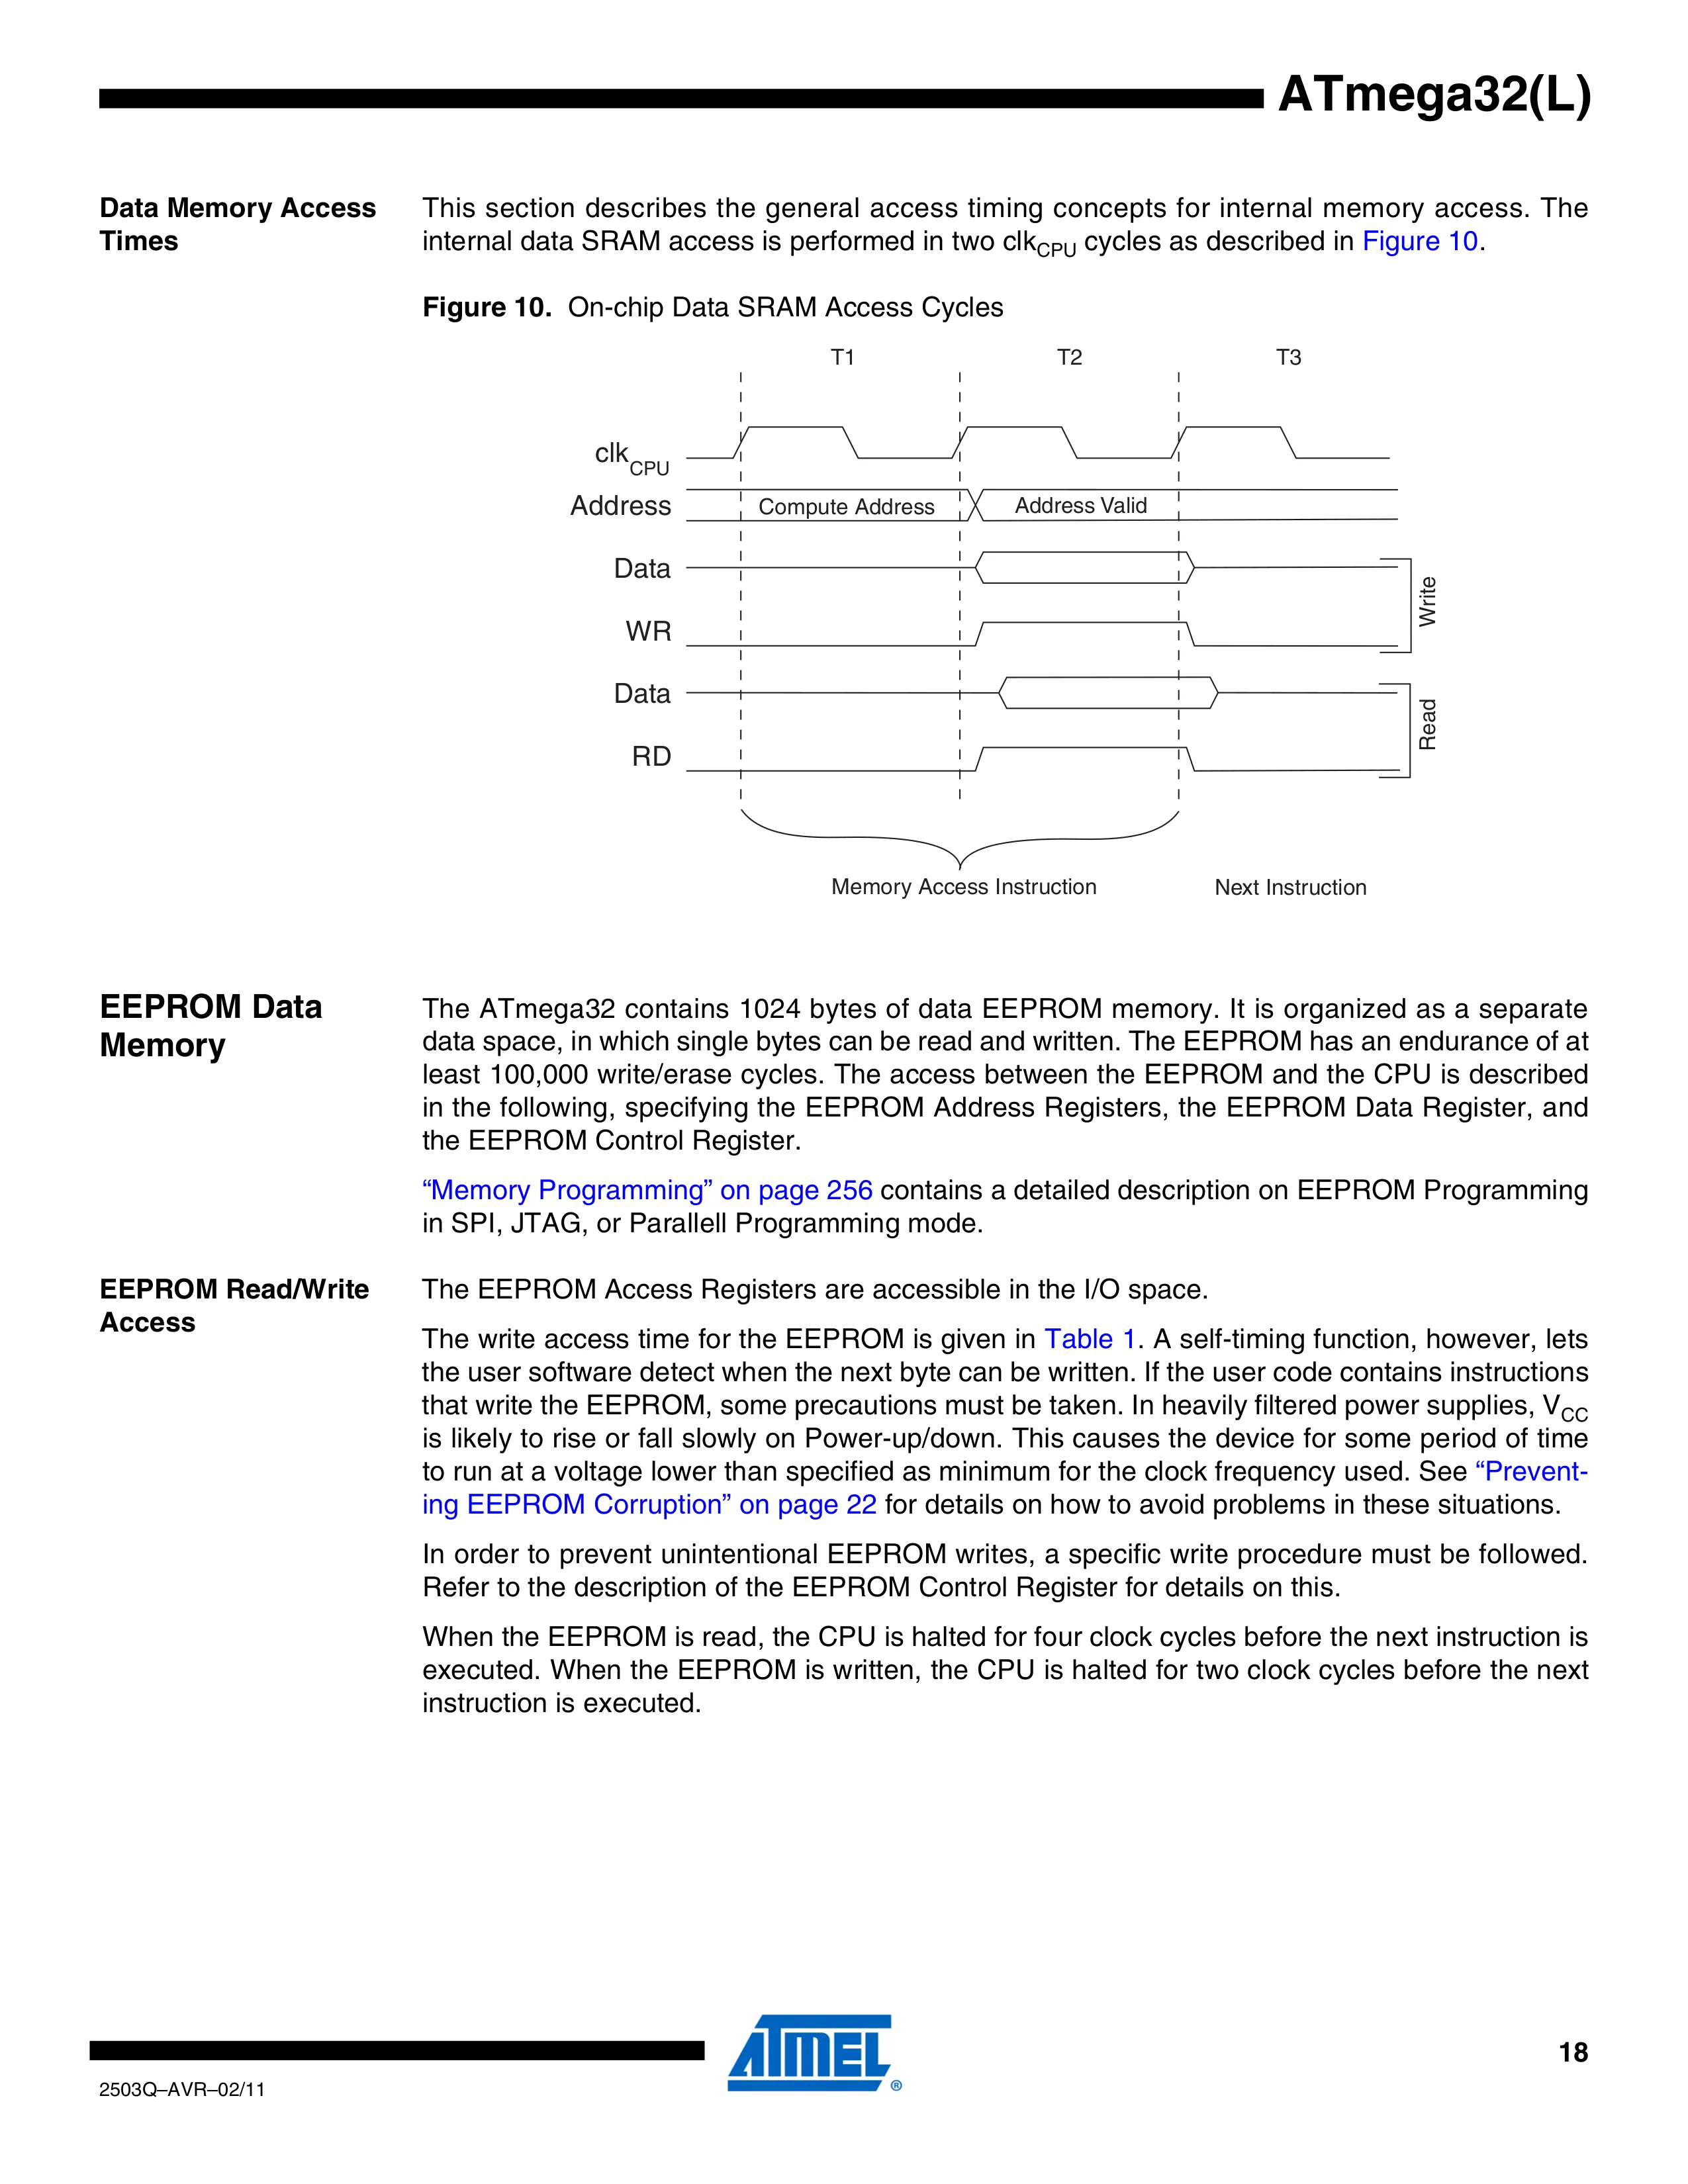 ATmega32(L)
Data Memory Access
Times
This section describes the general access timing concepts for internal memory access. The
internal data SRAM access is performed in two clkCPU cycles as described in Figure 10.
Figure 10. On-chip Data SRAM Access Cycles
T1 T2 T3
clkCPU
Address
Compute Address
Address Valid
Data
WR
Write
Data
RD
Read
Memory Access Instruction
Next Instruction
EEPROM Data
Memory
The ATmega32 contains 1024 bytes of data EEPROM memory. It is organized as a separate
data space, in which single bytes can be read and written. The EEPROM has an endurance of at
least 100,000 write/erase cycles. The access between the EEPROM and the CPU is described
in the following, specifying the EEPROM Address Registers, the EEPROM Data Register, and
the EEPROM Control Register.
“Memory Programming” on page 256 contains a detailed description on EEPROM Programming
in SPI, JTAG, or Parallell Programming mode.
EEPROM Read/Write
Access
The EEPROM Access Registers are accessible in the I/O space.
The write access time for the EEPROM is given in Table 1. A self-timing function, however, lets
the user software detect when the next byte can be written. If the user code contains instructions
that write the EEPROM, some precautions must be taken. In heavily filtered power supplies, VCC
is likely to rise or fall slowly on Power-up/down. This causes the device for some period of time
to run at a voltage lower than specified as minimum for the clock frequency used. See “Prevent-
ing EEPROM Corruption” on page 22 for details on how to avoid problems in these situations.
In order to prevent unintentional EEPROM writes, a specific write procedure must be followed.
Refer to the description of the EEPROM Control Register for details on this.
When the EEPROM is read, the CPU is halted for four clock cycles before the next instruction is
executed. When the EEPROM is written, the CPU is halted for two clock cycles before the next
instruction is executed.
ATMEL ®
18
2503Q–AVR–02/11